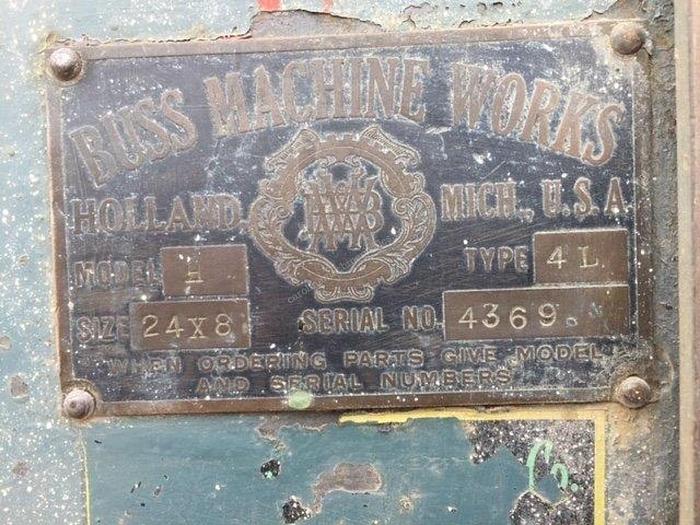 BUSS MACHINE WORKS
HOLLAND, MICH., U.S.A
MODEL H TYPE 4L
SIZE 24X8 SERIAL NO. 4369
WHEN ORDERING PARTS GIVE MODEL
AND SERIAL NUMBERS
Co.